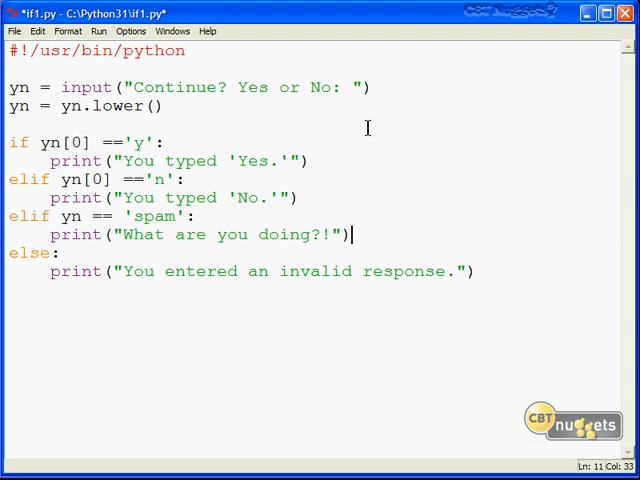 *if1.py - C:\Python31\if1.py*
CBT Nuggets
File Edit Format Run Options Windows Help
#!/usr/bin/python
yn = input("Continue? Yes or No: ")
yn = yn.lower()
if yn[0] =='y':
    print("You typed 'Yes.'")
elif yn[0] =='n':
    print("You typed 'No.'")
elif yn == 'spam':
    print("What are you doing?!")
else:
    print("You entered an invalid response.")
CBT nuggets
Ln: 11 Col: 33